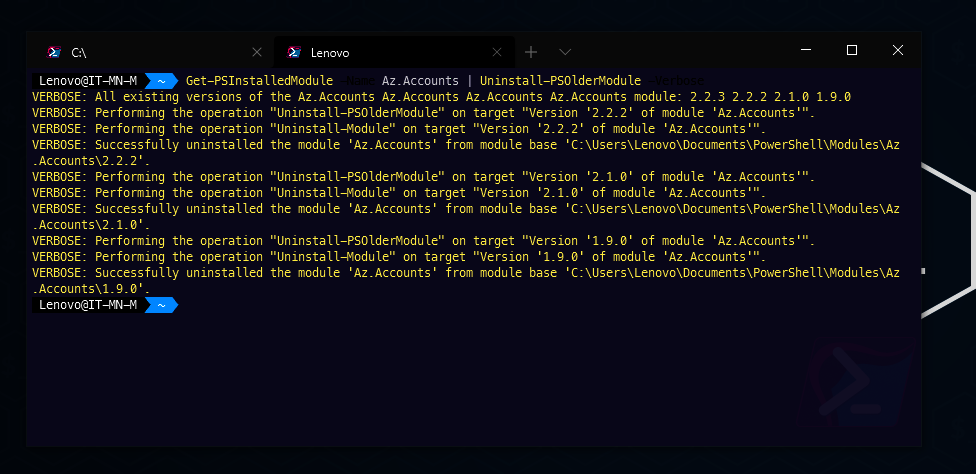 C:\
Lenovo
Lenovo@IT-MN-M ~ Get-PSInstalledModule -Name Az.Accounts | Uninstall-PSOlderModule -Verbose
VERBOSE: All existing versions of the Az.Accounts Az.Accounts Az.Accounts Az.Accounts module: 2.2.3 2.2.2 2.1.0 1.9.0
VERBOSE: Performing the operation "Uninstall-PSOlderModule" on target "Version '2.2.2' of module 'Az.Accounts'".
VERBOSE: Performing the operation "Uninstall-Module" on target "Version '2.2.2' of module 'Az.Accounts'".
VERBOSE: Successfully uninstalled the module 'Az.Accounts' from module base 'C:\Users\Lenovo\Documents\PowerShell\Modules\Az
.Accounts\2.2.2'.
VERBOSE: Performing the operation "Uninstall-PSOlderModule" on target "Version '2.1.0' of module 'Az.Accounts'".
VERBOSE: Performing the operation "Uninstall-Module" on target "Version '2.1.0' of module 'Az.Accounts'".
VERBOSE: Successfully uninstalled the module 'Az.Accounts' from module base 'C:\Users\Lenovo\Documents\PowerShell\Modules\Az
.Accounts\2.1.0'.
VERBOSE: Performing the operation "Uninstall-PSOlderModule" on target "Version '1.9.0' of module 'Az.Accounts'".
VERBOSE: Performing the operation "Uninstall-Module" on target "Version '1.9.0' of module 'Az.Accounts'".
VERBOSE: Successfully uninstalled the module 'Az.Accounts' from module base 'C:\Users\Lenovo\Documents\PowerShell\Modules\Az
.Accounts\1.9.0'.
Lenovo@IT-MN-M ~